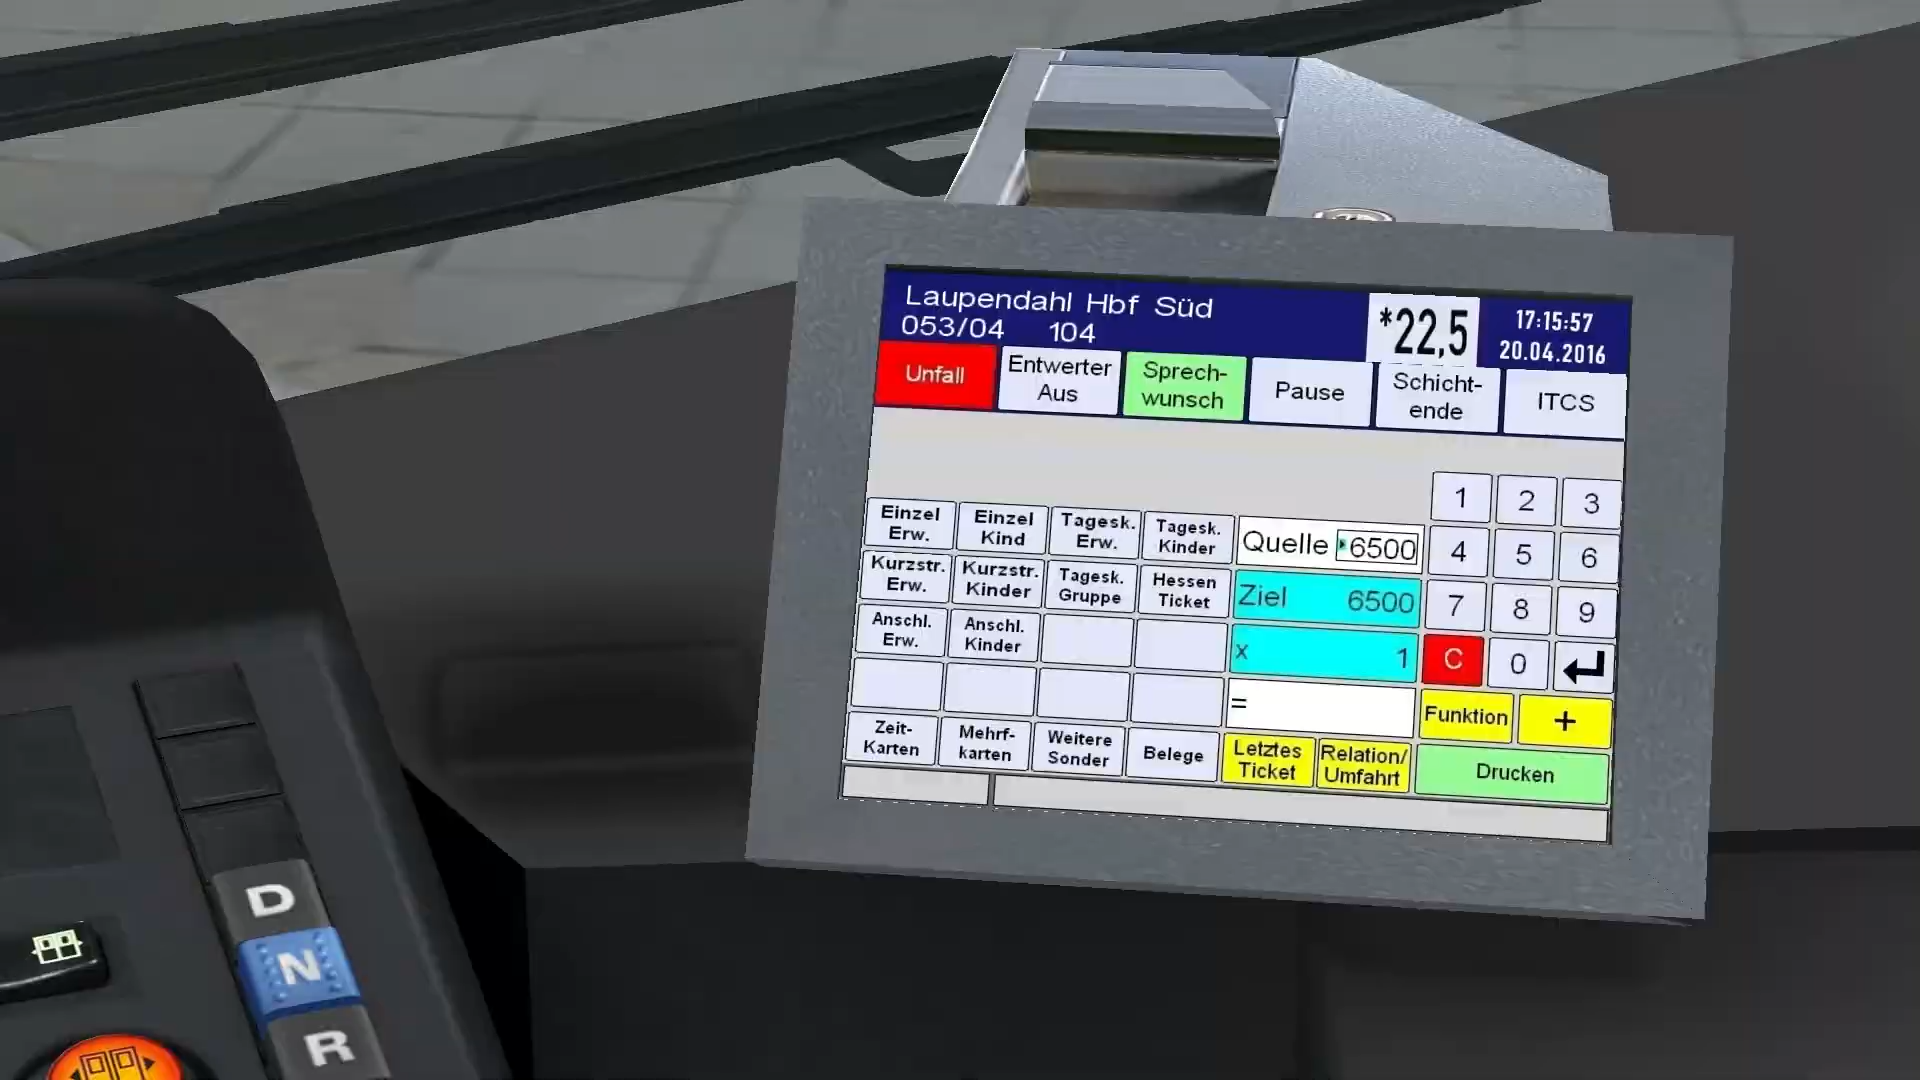 Laupendahl Hbf Süd
053/04 104
*22,5
17:15:57
20.04.2016
Unfall
Entwerter
Aus
Sprech-
wunsch
Pause
Schicht-
ende
ITCS
1 2 3
Einzel
Erw.
Einzel
Kind
Tagesk.
Erw.
Tagesk.
Kinder
Quelle 6500
4 5 6
Kurzstr.
Erw.
Kurzstr.
Kinder
Tagesk.
Gruppe
Hessen
Ticket
Ziel 6500
7 8 9
Anschl.
Erw.
Anschl.
Kinder
x 1
C 0
=
Funktion +
Zeit-
Karten
Mehrf-
karten
Weitere
Sonder
Belege
Letztes
Ticket
Relation/
Umfahrt
Drucken
D
N
R